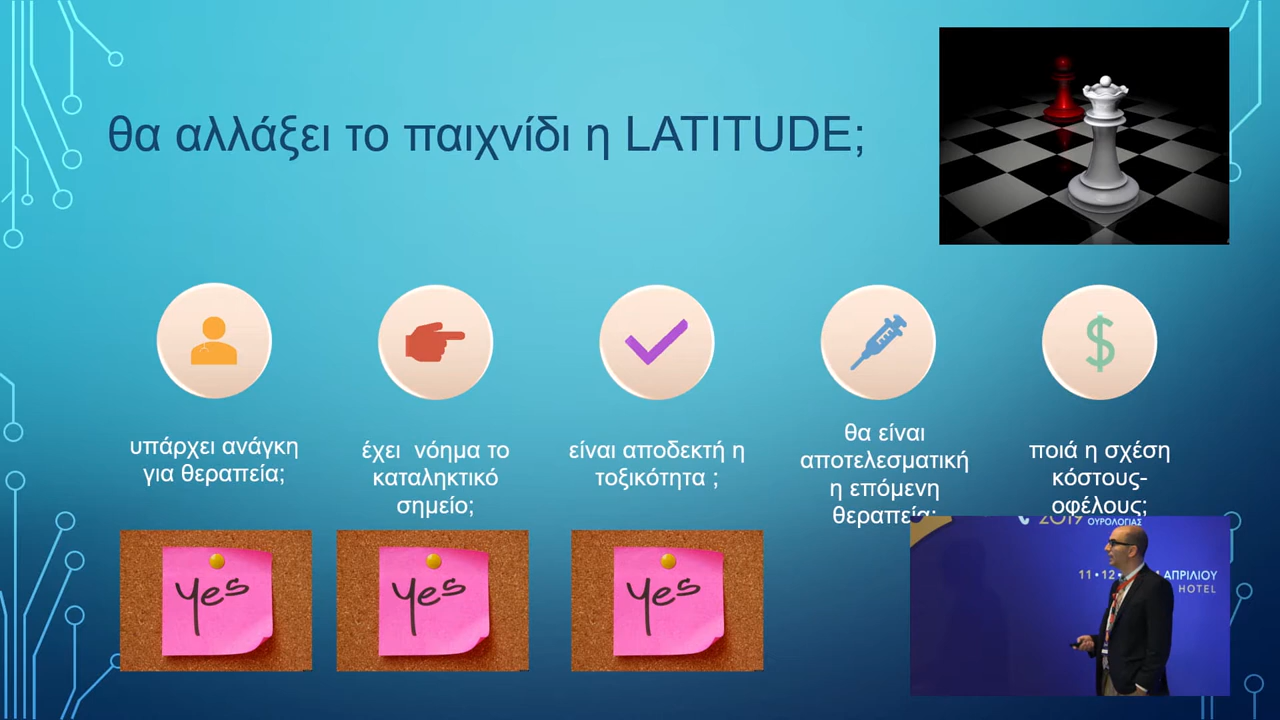 θα αλλάξει το παιχνίδι η LATITUDE;
υπάρχει ανάγκη
για θεραπεία;
έχει νόημα το
καταληκτικό
σημείο;
είναι αποδεκτή η
τοξικότητα ;
θα είναι
αποτελεσματική
η επόμενη
θεραπεία;
ποιά η σχέση
κόστους-
οφέλους;
Yes
Yes
Yes
2019 ΟΥΡΟΛΟΓΙΑΣ
11 • 12 • ΑΠΡΙΛΙΟΥ
HOTEL